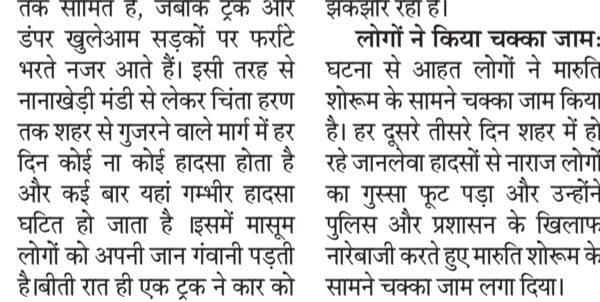 तक सीमित है, जबकि ट्रक और
डंपर खुलेआम सड़कों पर फर्राटे
भरते नजर आते हैं। इसी तरह से
नानाखेड़ी मंडी से लेकर चिंता हरण
तक शहर से गुजरने वाले मार्ग में हर
दिन कोई ना कोई हादसा होता है
और कई बार यहां गम्भीर हादसा
घटित हो जाता है ।इसमें मासूम
लोगों को अपनी जान गंवानी पड़ती
है।बीती रात ही एक ट्रक ने कार को
झकझोर रहा है।
लोगों ने किया चक्का जाम:
घटना से आहत लोगों ने मारुति
शोरूम के सामने चक्का जाम किया
है। हर दूसरे तीसरे दिन शहर में हो
रहे जानलेवा हादसों से नाराज लोगों
का गुस्सा फूट पड़ा और उन्होंने
पुलिस और प्रशासन के खिलाफ
नारेबाजी करते हुए मारुति शोरूम के
सामने चक्का जाम लगा दिया।